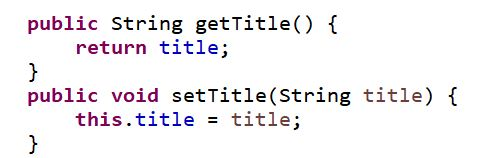 public String getTitle() {
    return title;
}
public void setTitle(String title) {
    this.title = title;
}